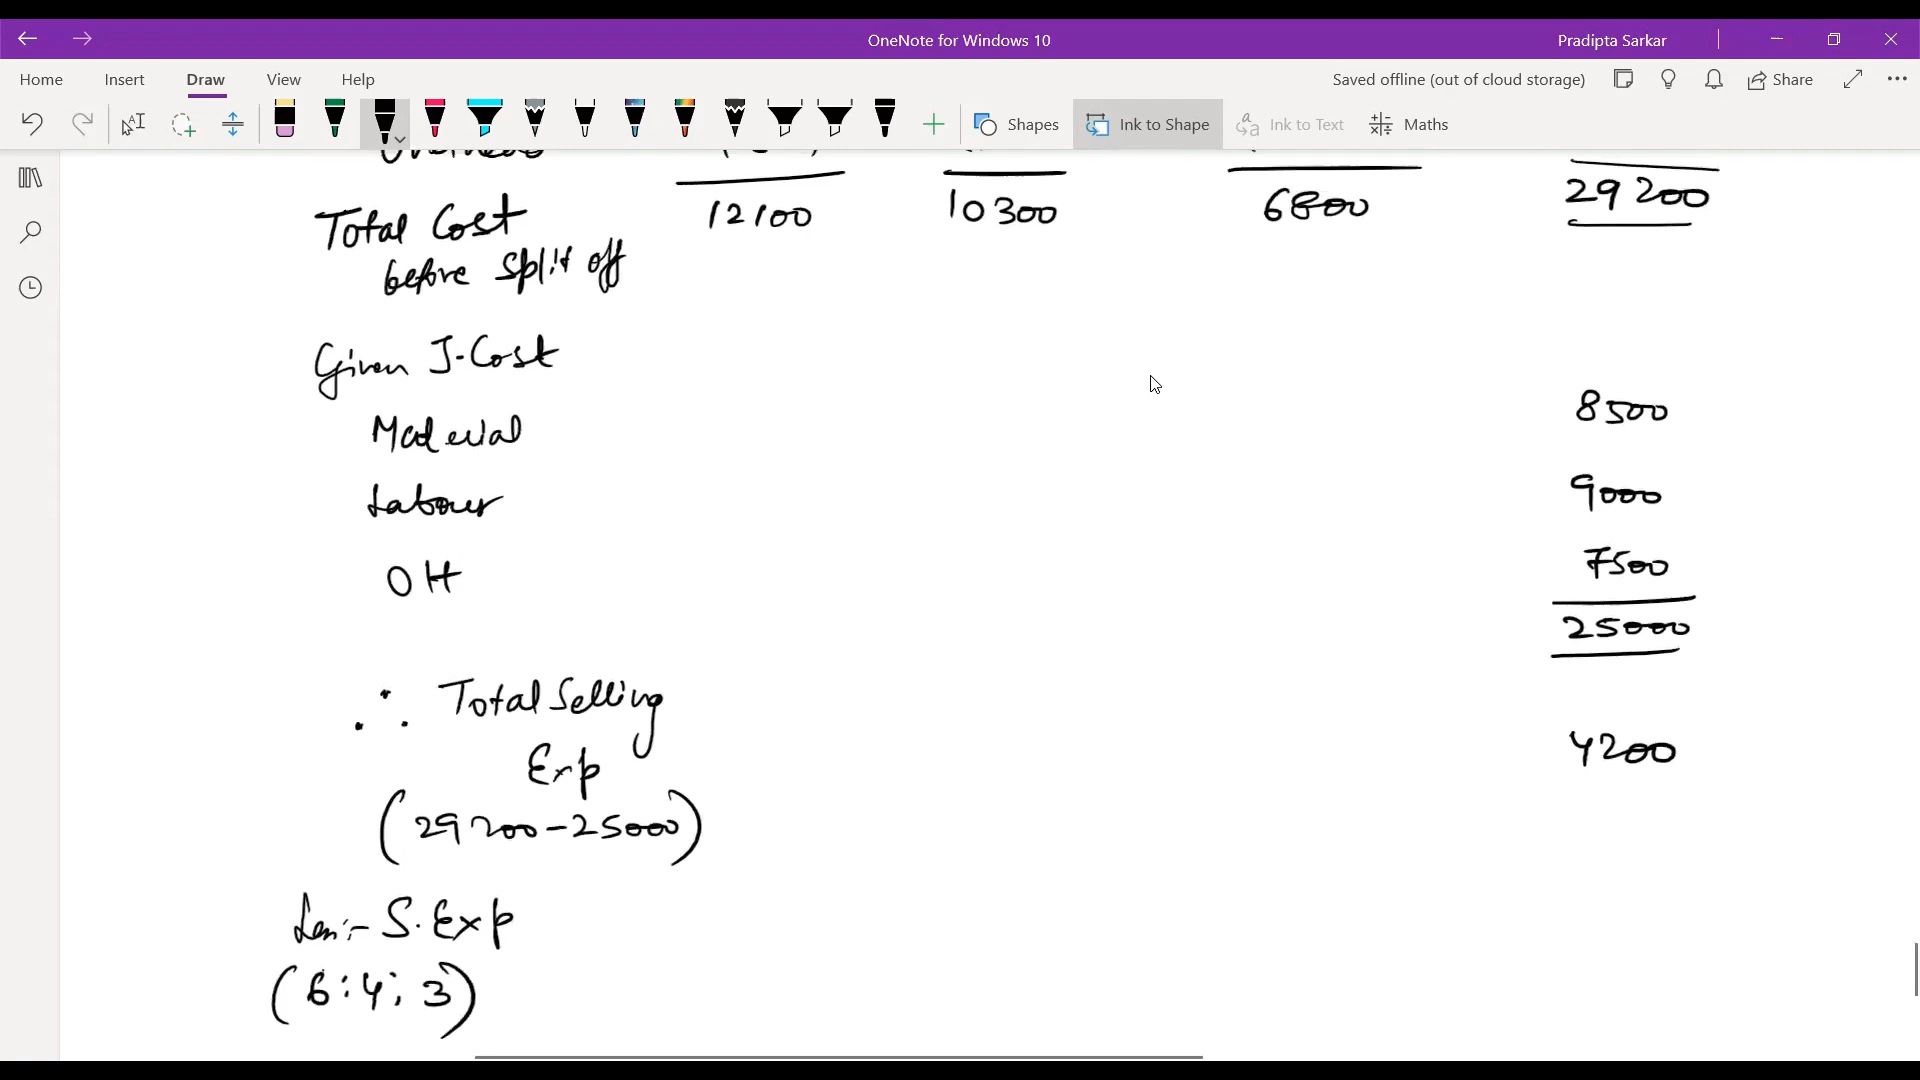 OneNote for Windows 10
Pradipta Sarkar
Home Insert Draw View Help
Saved offline (out of cloud storage)
Share
Shapes
Ink to Shape
Ink to Text
Maths
Total Cost 12100 10300 6800 29200
before split off
Given J-Cost
Material 8500
Labour 9000
OH 7500
25000
∴ Total Selling
Exp 4200
(29200-25000)
Les:- S.Exp
(6:4:3)